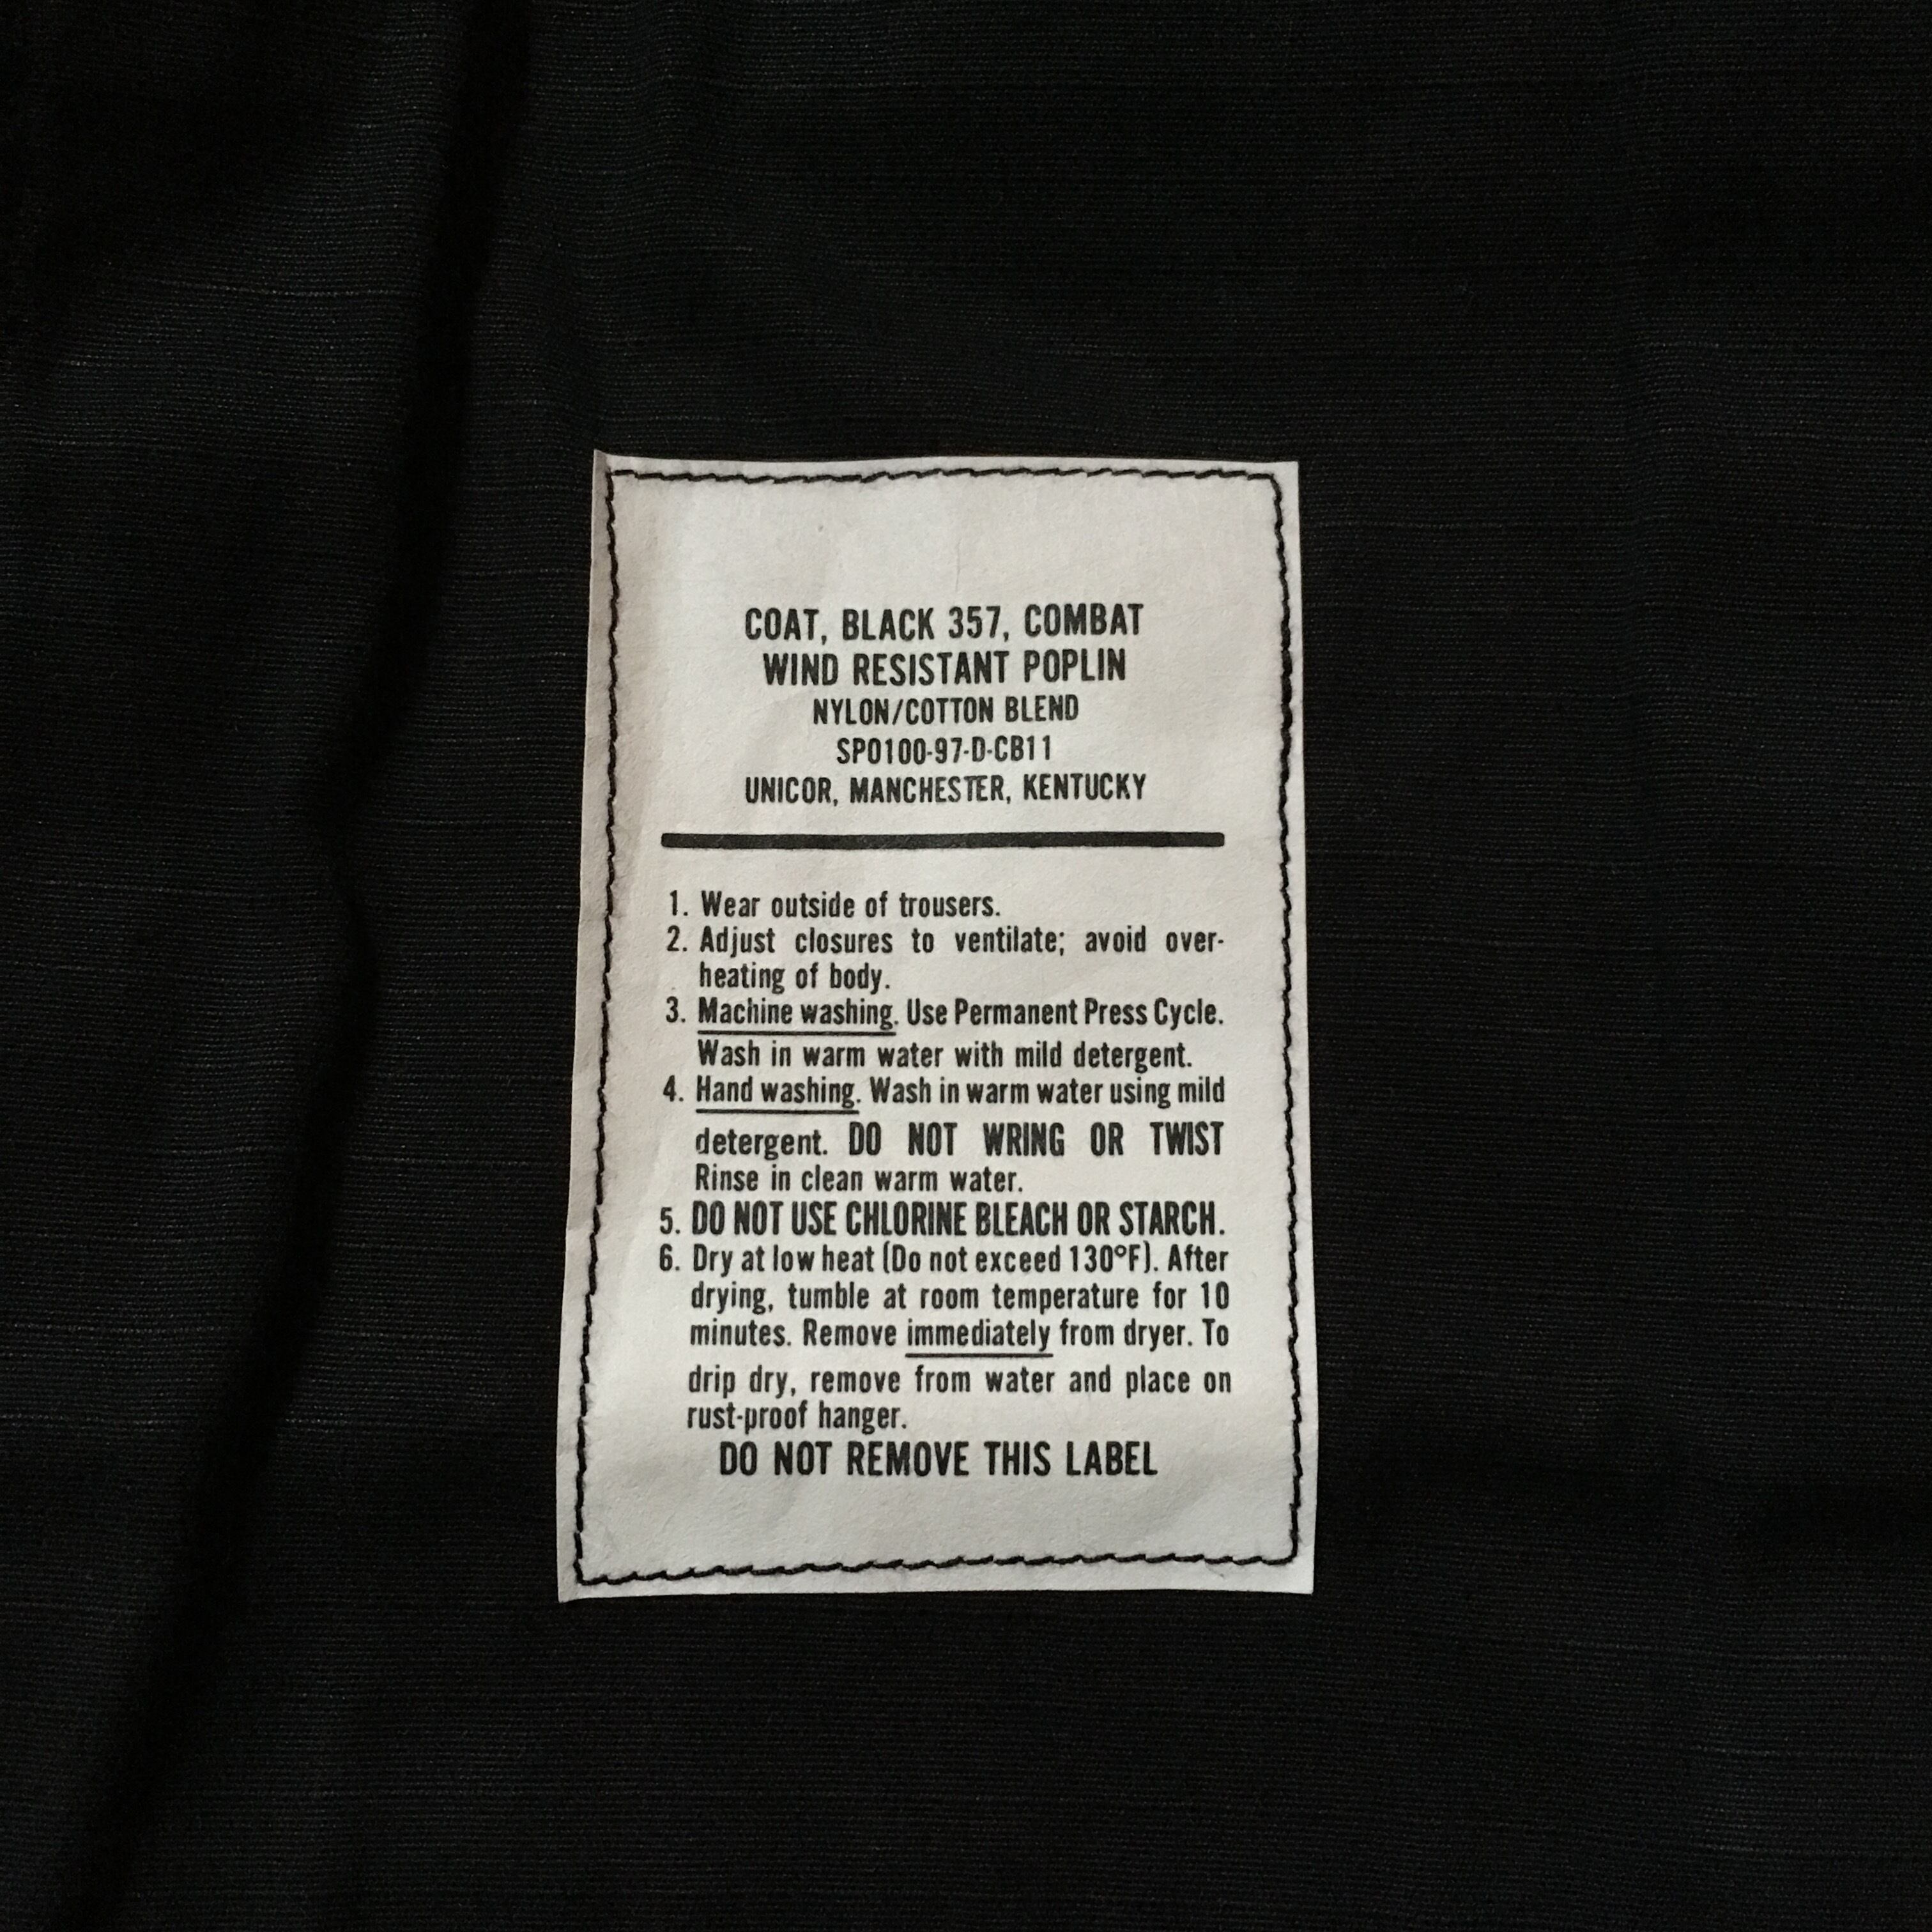 COAT, BLACK 357, COMBAT
WIND RESISTANT POPLIN
NYLON/COTTON BLEND
SPO100-97-D-CB11
UNICOR, MANCHESTER, KENTUCKY
1. Wear outside of trousers.
2. Adjust closures to ventilate; avoid over-
heating of body.
3. Machine washing. Use Permanent Press Cycle.
Wash in warm water with mild detergent.
4. Hand washing. Wash in warm water using mild
detergent. DO NOT WRING OR TWIST
Rinse in clean warm water.
5. DO NOT USE CHLORINE BLEACH OR STARCH.
6. Dry at low heat (Do not exceed 130°F). After
drying, tumble at room temperature for 10
minutes. Remove immediately from dryer. To
drip dry, remove from water and place on
rust-proof hanger.
DO NOT REMOVE THIS LABEL